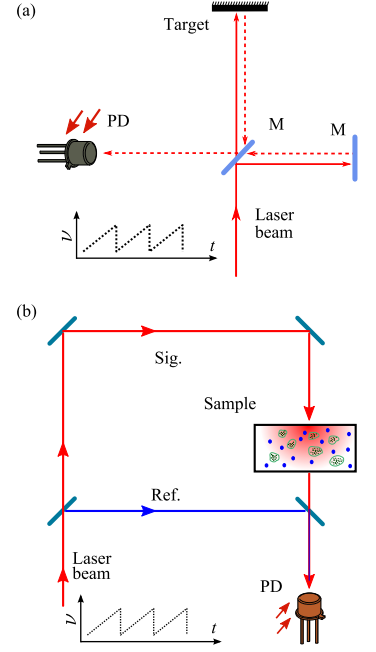 (a)
Target
PD
M
M
Laser
beam
ν
t
(b)
Sig.
Sample
Ref.
Laser
beam
PD
ν
t